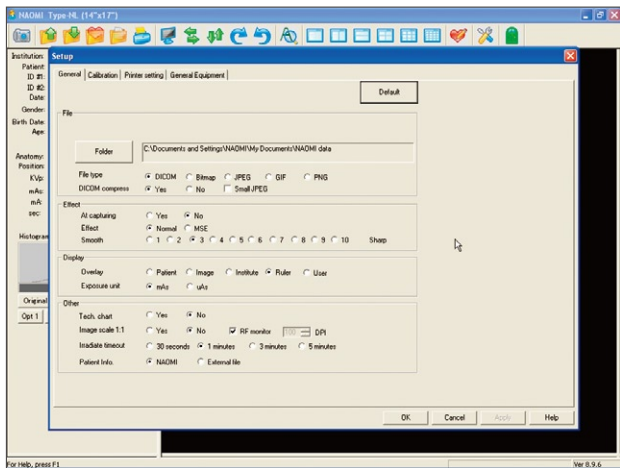 NAOMI Type-NL (14"x17")
Institution:
Patient
ID #1:
ID #2:
Date:
Gender:
Birth Date
Age:
Anatomy:
Position:
KVp:
mAs:
mA:
sec:
Histogram
Original
Opt 1
Setup
General Calibration Printer setting General Equipment
Default
File
Folder C:\Documents and Settings\NAOMI\My Documents\NAOMI data
File type DICOM Bitmap JPEG GIF PNG
DICOM compress Yes No Small JPEG
Effect
At capturing Yes No
Effect Normal MSE
Smooth 1 2 3 4 5 6 7 8 9 10 Sharp
Display
Overlay Patient Image Institute Ruler User
Exposure unit mAs uAs
Other
Tech. chart Yes No
Image scale 1:1 Yes No RF monitor 100 DPI
Irradiate timeout 30 seconds 1 minutes 3 minutes 5 minutes
Patient Info. NAOMI External file
OK Cancel Apply Help
For Help, press F1 Ver 8.9.6